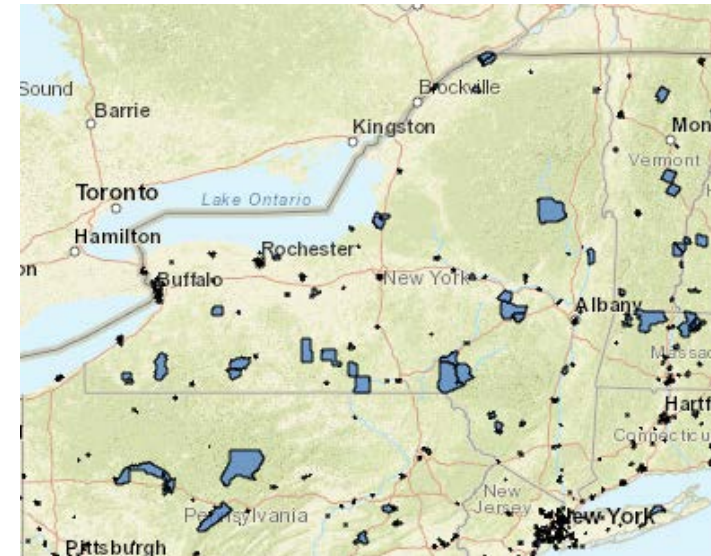 Sound
Barrie
Brockville
Kingston
Mon
Vermont
Toronto
Lake Ontario
Hamilton
Rochester
on
Buffalo
New York
Albany
Massac
Hartf
Connecticu
New
Jersey
Pennsylvania
New York
Pittsburgh